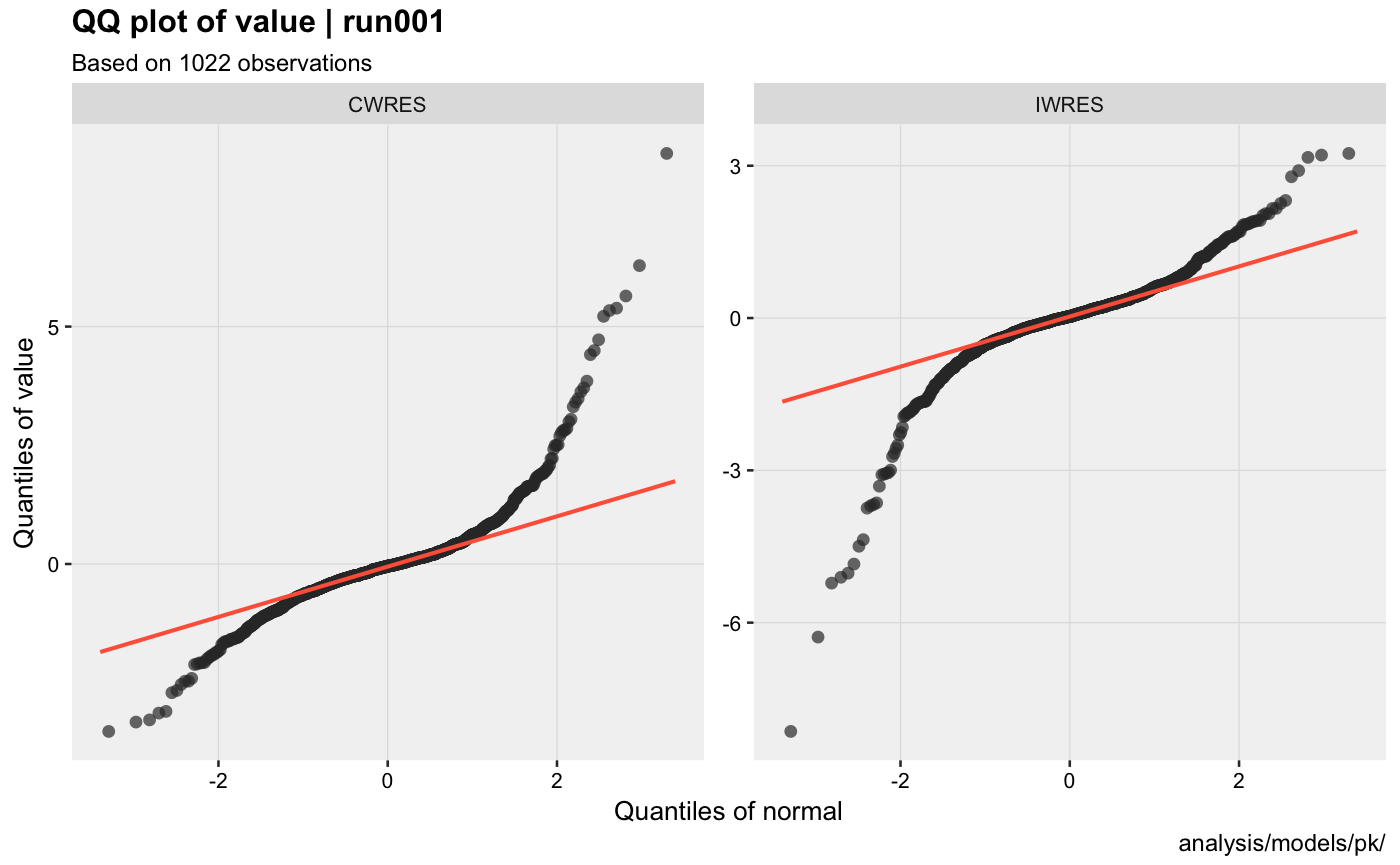 QQ plot of value | run001
Based on 1022 observations
CWRES
IWRES
Quantiles of value
5
0
3
0
-3
-6
-2
0
2
-2
0
2
Quantiles of normal
analysis/models/pk/